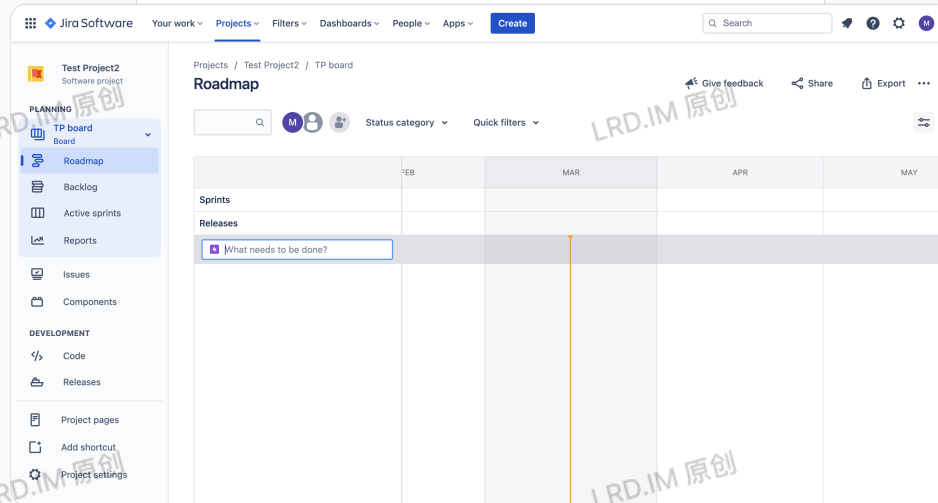 Jira Software Your work Projects Filters Dashboards People Apps Create Search M
Test Project2
Software project
PLANNING
TP board
Board
Roadmap
Backlog
Active sprints
Reports
Issues
Components
DEVELOPMENT
Code
Releases
Project pages
Add shortcut
Project settings
Projects / Test Project2 / TP board
Roadmap
Give feedback Share Export
M Status category Quick filters
FEB MAR APR MAY
Sprints
Releases
What needs to be done?
LRD.IM 原创
RD.IM 原创
LRD.IM 原创
RD.IM 原创